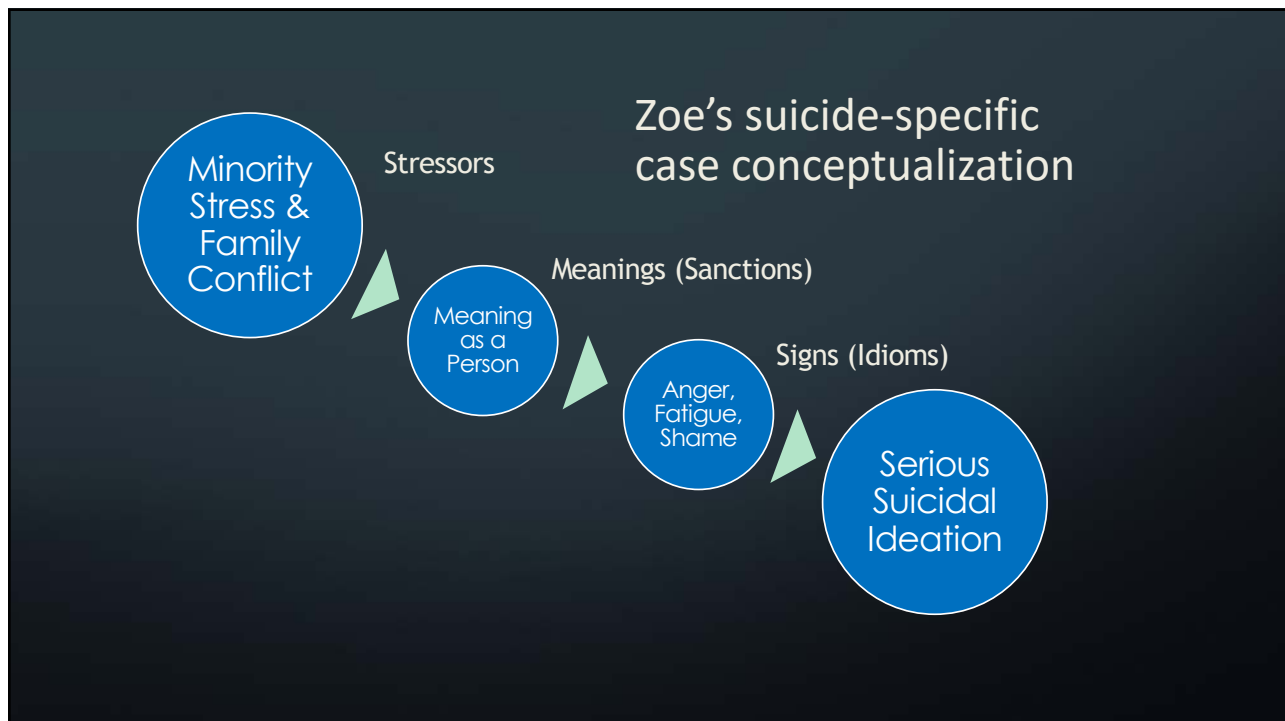 Zoe's suicide-specific
case conceptualization
Minority
Stress &
Family
Conflict
Stressors
Meaning
as a
Person
Meanings (Sanctions)
Anger,
Fatigue,
Shame
Signs (Idioms)
Serious
Suicidal
Ideation